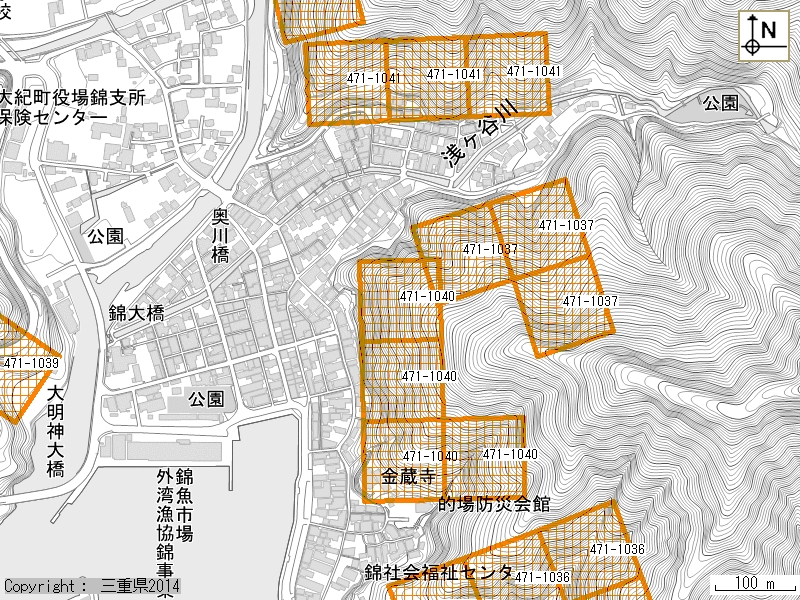 校
N
471-1041
471-1041
471-1041
大紀町役場錦支所
保険センター
公園
浅ヶ谷川
奥川橋
公園
471-1037
471-1037
471-1037
471-1040
錦大橋
471-1039
471-1040
公園
大明神大橋
471-1040
471-1040
金蔵寺
錦魚市場
外湾漁協錦事
的場防災会館
471-1036
471-1036
錦社会福祉センタ
Copyright： 三重県2014
100 m